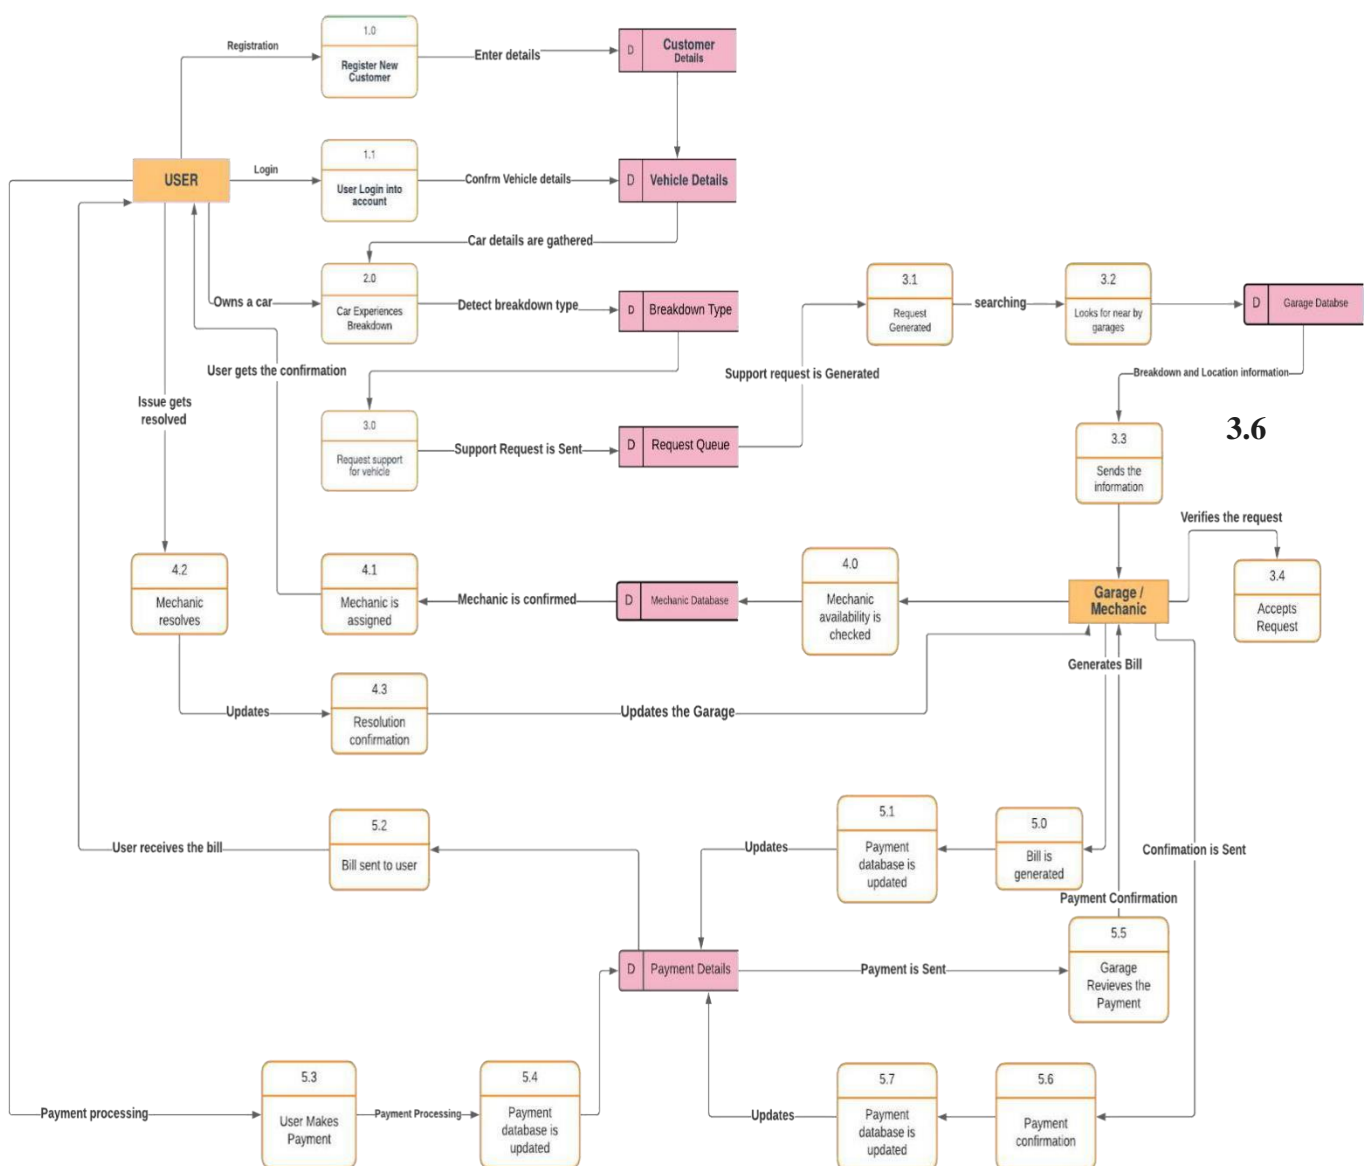 1.0
Register New
Customer
Registration
Enter details
D
Customer
Details
USER
Login
1.1
User Login into
account
Confrm Vehicle details
D
Vehicle Details
Car details are gathered
Owns a car
2.0
Car Experiences
Breakdown
Detect breakdown type
D
Breakdown Type
3.1
Request
Generated
searching
3.2
Looks for near by
garages
D
Garage Databse
User gets the confirmation
Support request is Generated
Breakdown and Location information
Issue gets
resolved
3.0
Request support
for vehicle
Support Request is Sent
D
Request Queue
3.3
Sends the
information
3.6
Verifies the request
4.2
Mechanic
resolves
4.1
Mechanic is
assigned
Mechanic is confirmed
D
Mechanic Database
4.0
Mechanic
availability is
checked
Garage /
Mechanic
3.4
Accepts
Request
Generates Bill
Updates
4.3
Resolution
confirmation
Updates the Garage
User receives the bill
5.2
Bill sent to user
Updates
5.1
Payment
database is
updated
5.0
Bill is
generated
Confimation is Sent
Payment Confirmation
D
Payment Details
Payment is Sent
5.5
Garage
Revieves the
Payment
Payment processing
5.3
User Makes
Payment
Payment Processing
5.4
Payment
database is
updated
Updates
5.7
Payment
database is
updated
5.6
Payment
confirmation